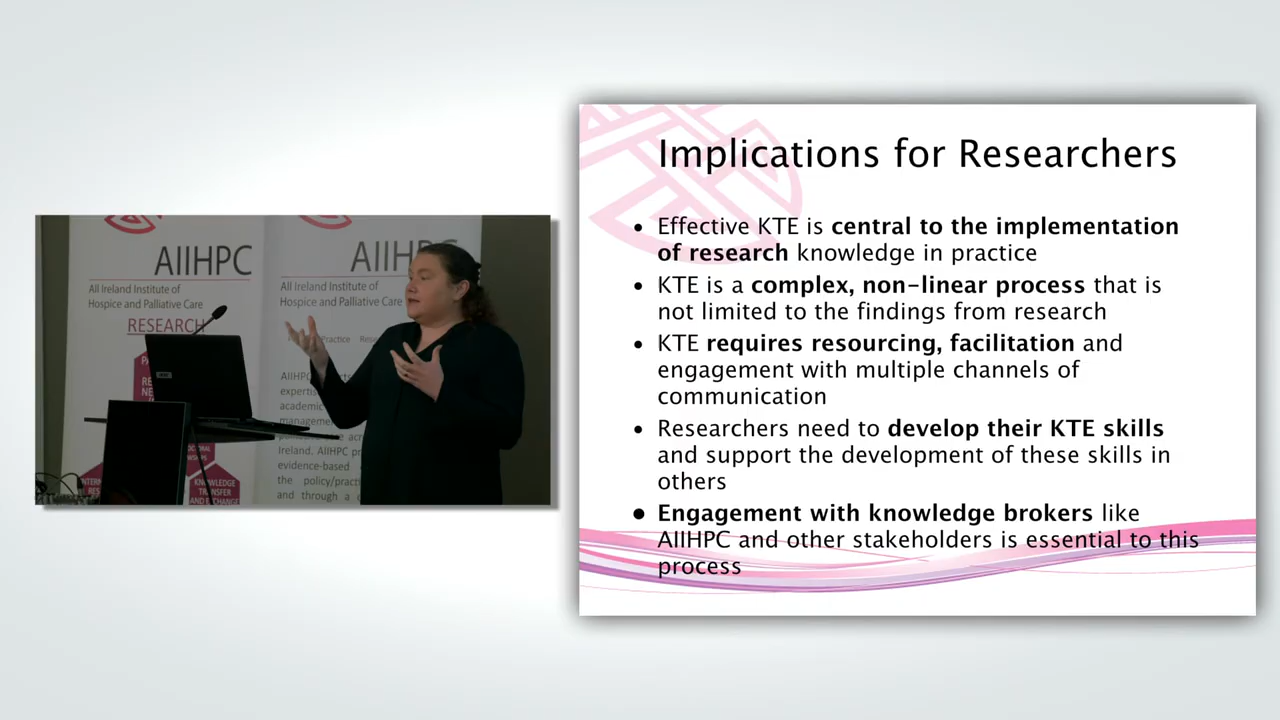 AIIHPC
All Ireland Institute of
Hospice and Palliative Care
RESEARCH
KNOWLEDGE
TRANSFER
All Ireland Institute of
Hospice and Palliative Care
Practice
AIIHPC
expertis
academic
managemen
Ireland. AIIHPC
evidence-based
the policy/pract
and through a
Implications for Researchers
• Effective KTE is central to the implementation
of research knowledge in practice
• KTE is a complex, non-linear process that is
not limited to the findings from research
• KTE requires resourcing, facilitation and
engagement with multiple channels of
communication
• Researchers need to develop their KTE skills
and support the development of these skills in
others
• Engagement with knowledge brokers like
AIIHPC and other stakeholders is essential to this
process